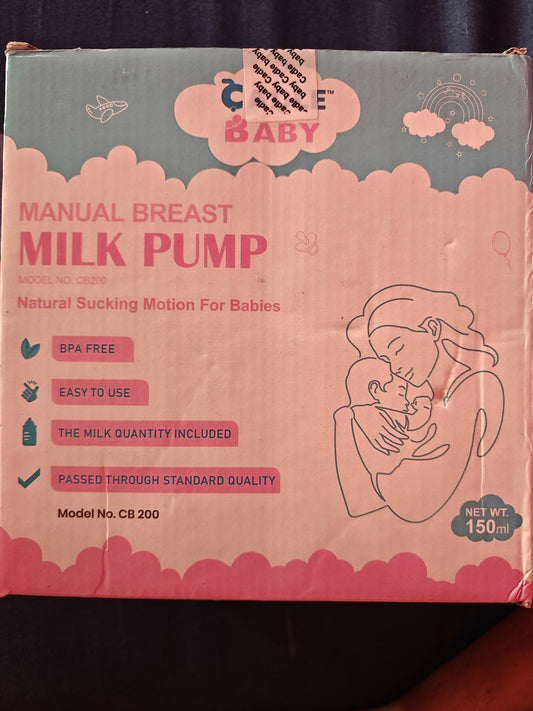 BABY
MANUAL BREAST
MILK PUMP
MODEL NO. CB200
Natural Sucking Motion For Babies
BPA FREE
EASY TO USE
THE MILK QUANTITY INCLUDED
PASSED THROUGH STANDARD QUALITY
Model No. CB 200
NET WT.
150ml